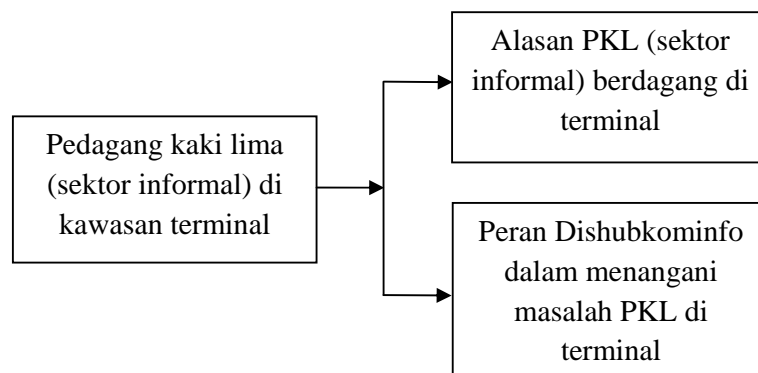 Pedagang kaki lima
(sektor informal) di
kawasan terminal
Alasan PKL (sektor
informal) berdagang di
terminal
Peran Dishubkominfo
dalam menangani
masalah PKL di
terminal